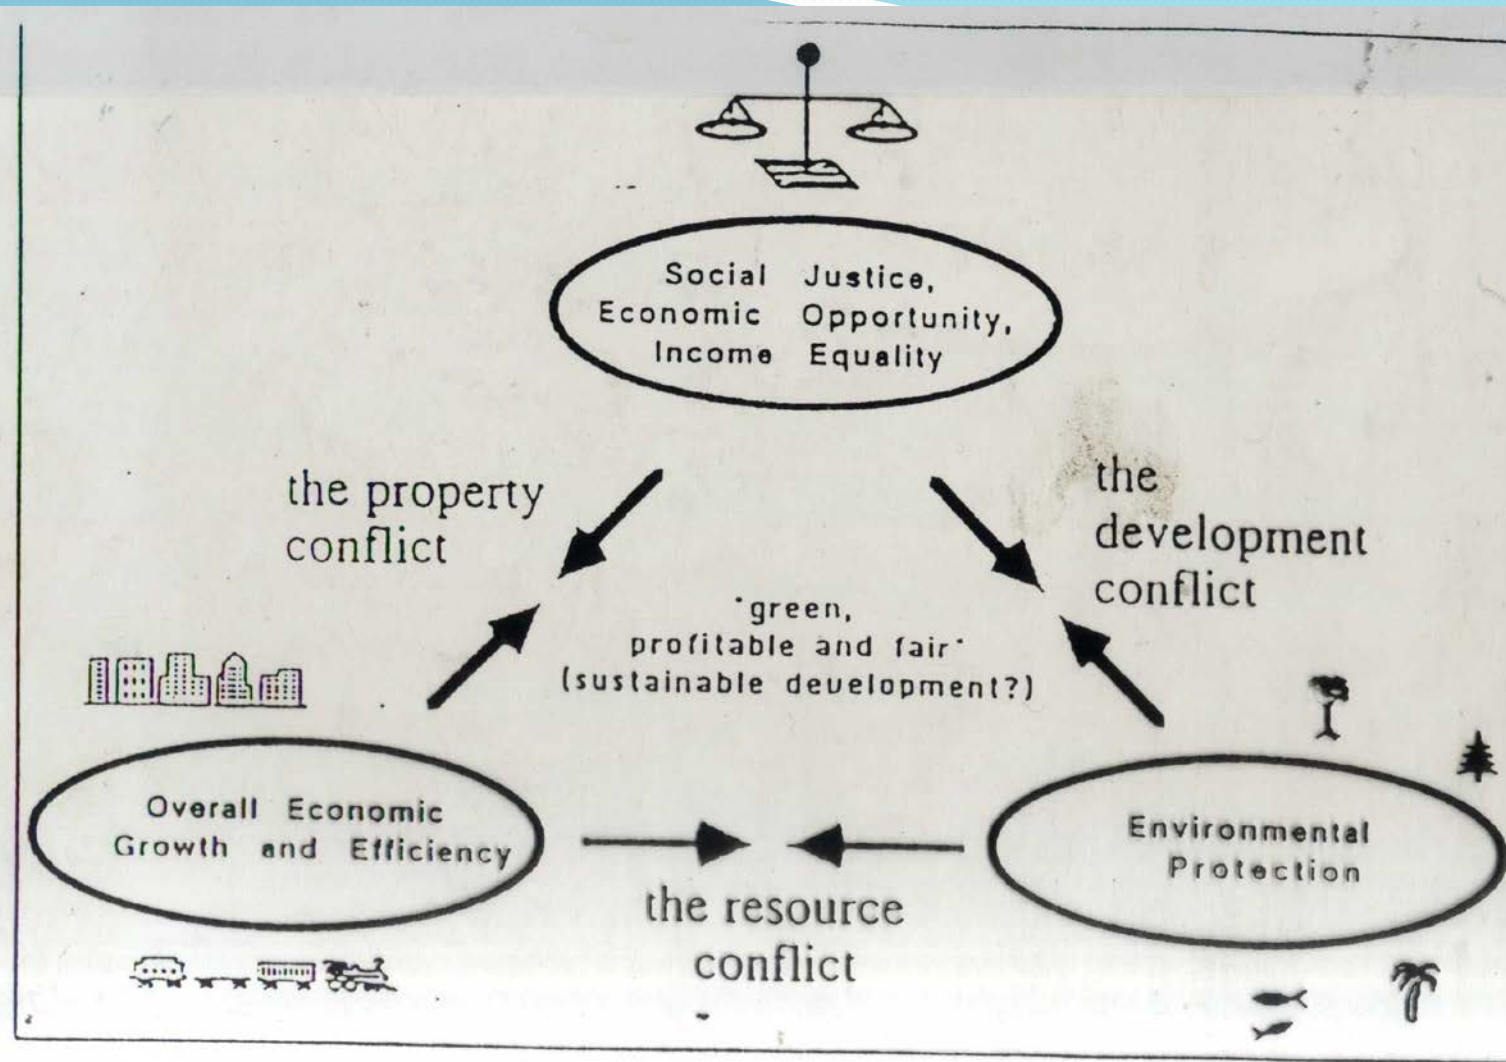 Social Justice,
Economic Opportunity,
Income Equality
the property
conflict
the
development
conflict
"green,
profitable and fair"
(sustainable development?)
Overall Economic
Growth and Efficiency
Environmental
Protection
the resource
conflict